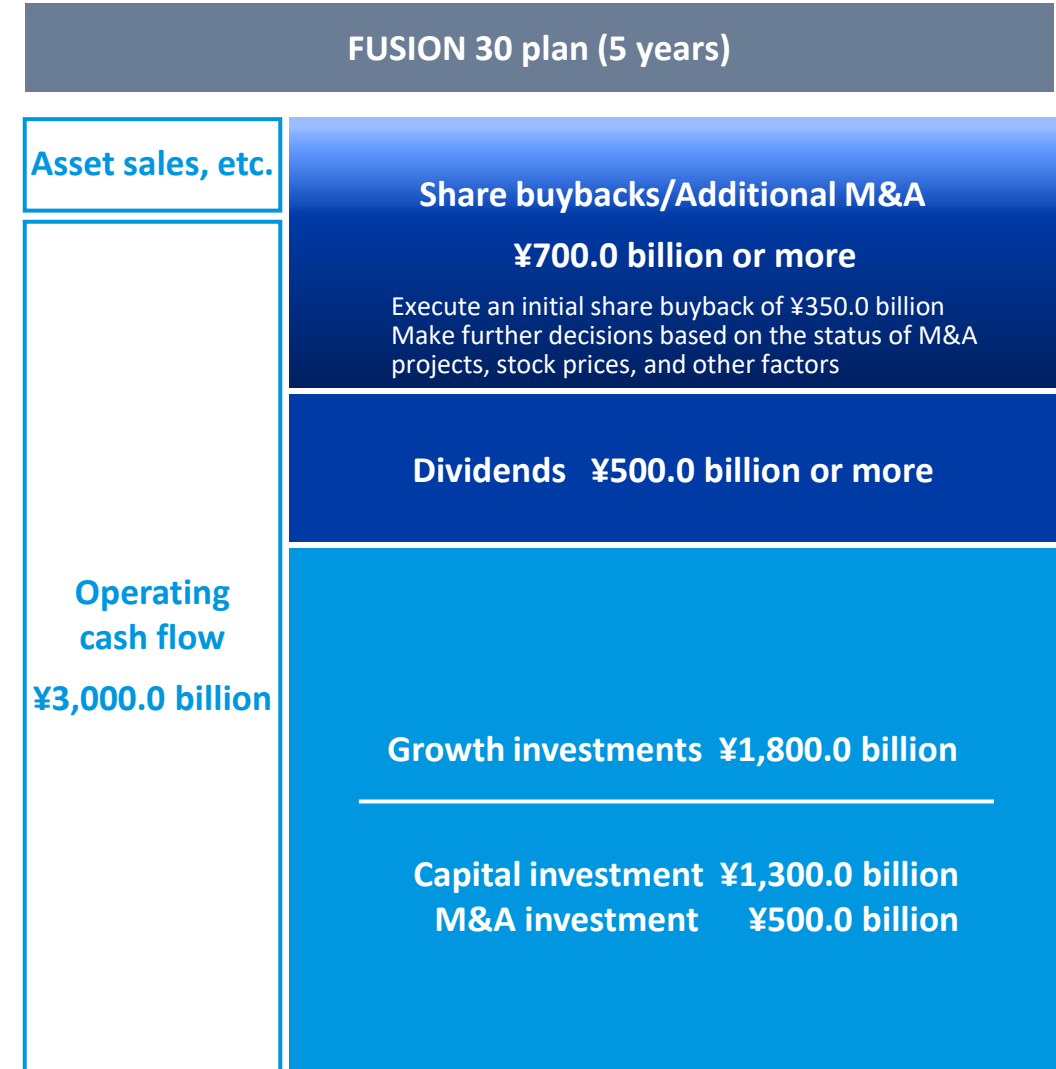 FUSION 30 plan (5 years)
Asset sales, etc.
Operating
cash flow
¥3,000.0 billion
Share buybacks/Additional M&A
¥700.0 billion or more
Execute an initial share buyback of ¥350.0 billion
Make further decisions based on the status of M&A
projects, stock prices, and other factors
Dividends ¥500.0 billion or more
Growth investments ¥1,800.0 billion
Capital investment ¥1,300.0 billion
M&A investment ¥500.0 billion